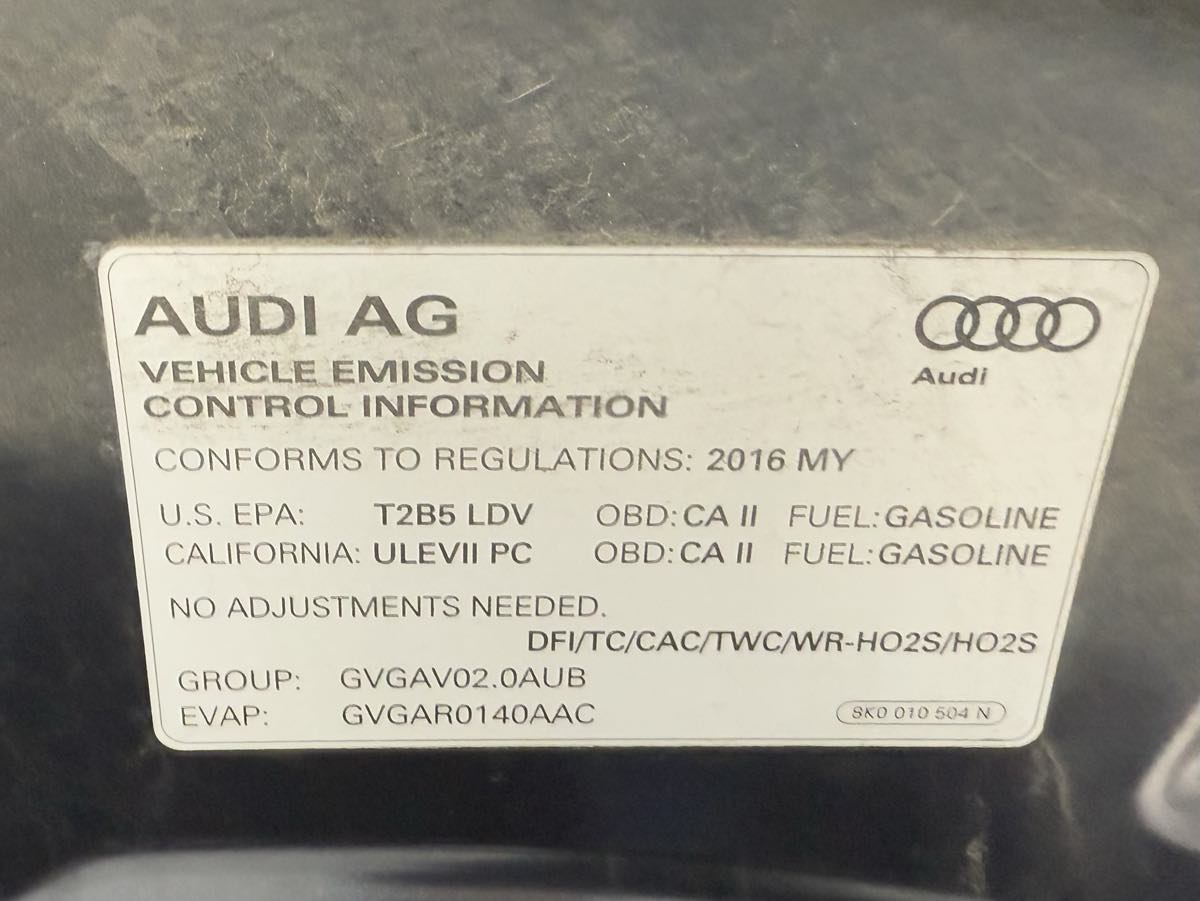 AUDI AG
Audi
VEHICLE EMISSION
CONTROL INFORMATION
CONFORMS TO REGULATIONS: 2016 MY
U.S. EPA: T2B5 LDV OBD: CA II FUEL: GASOLINE
CALIFORNIA: ULEVII PC OBD: CA II FUEL: GASOLINE
NO ADJUSTMENTS NEEDED.
DFI/TC/CAC/TWC/WR-HO2S/HO2S
GROUP: GVGAV02.0AUB
EVAP: GVGAR0140AAC
8K0 010 504 N